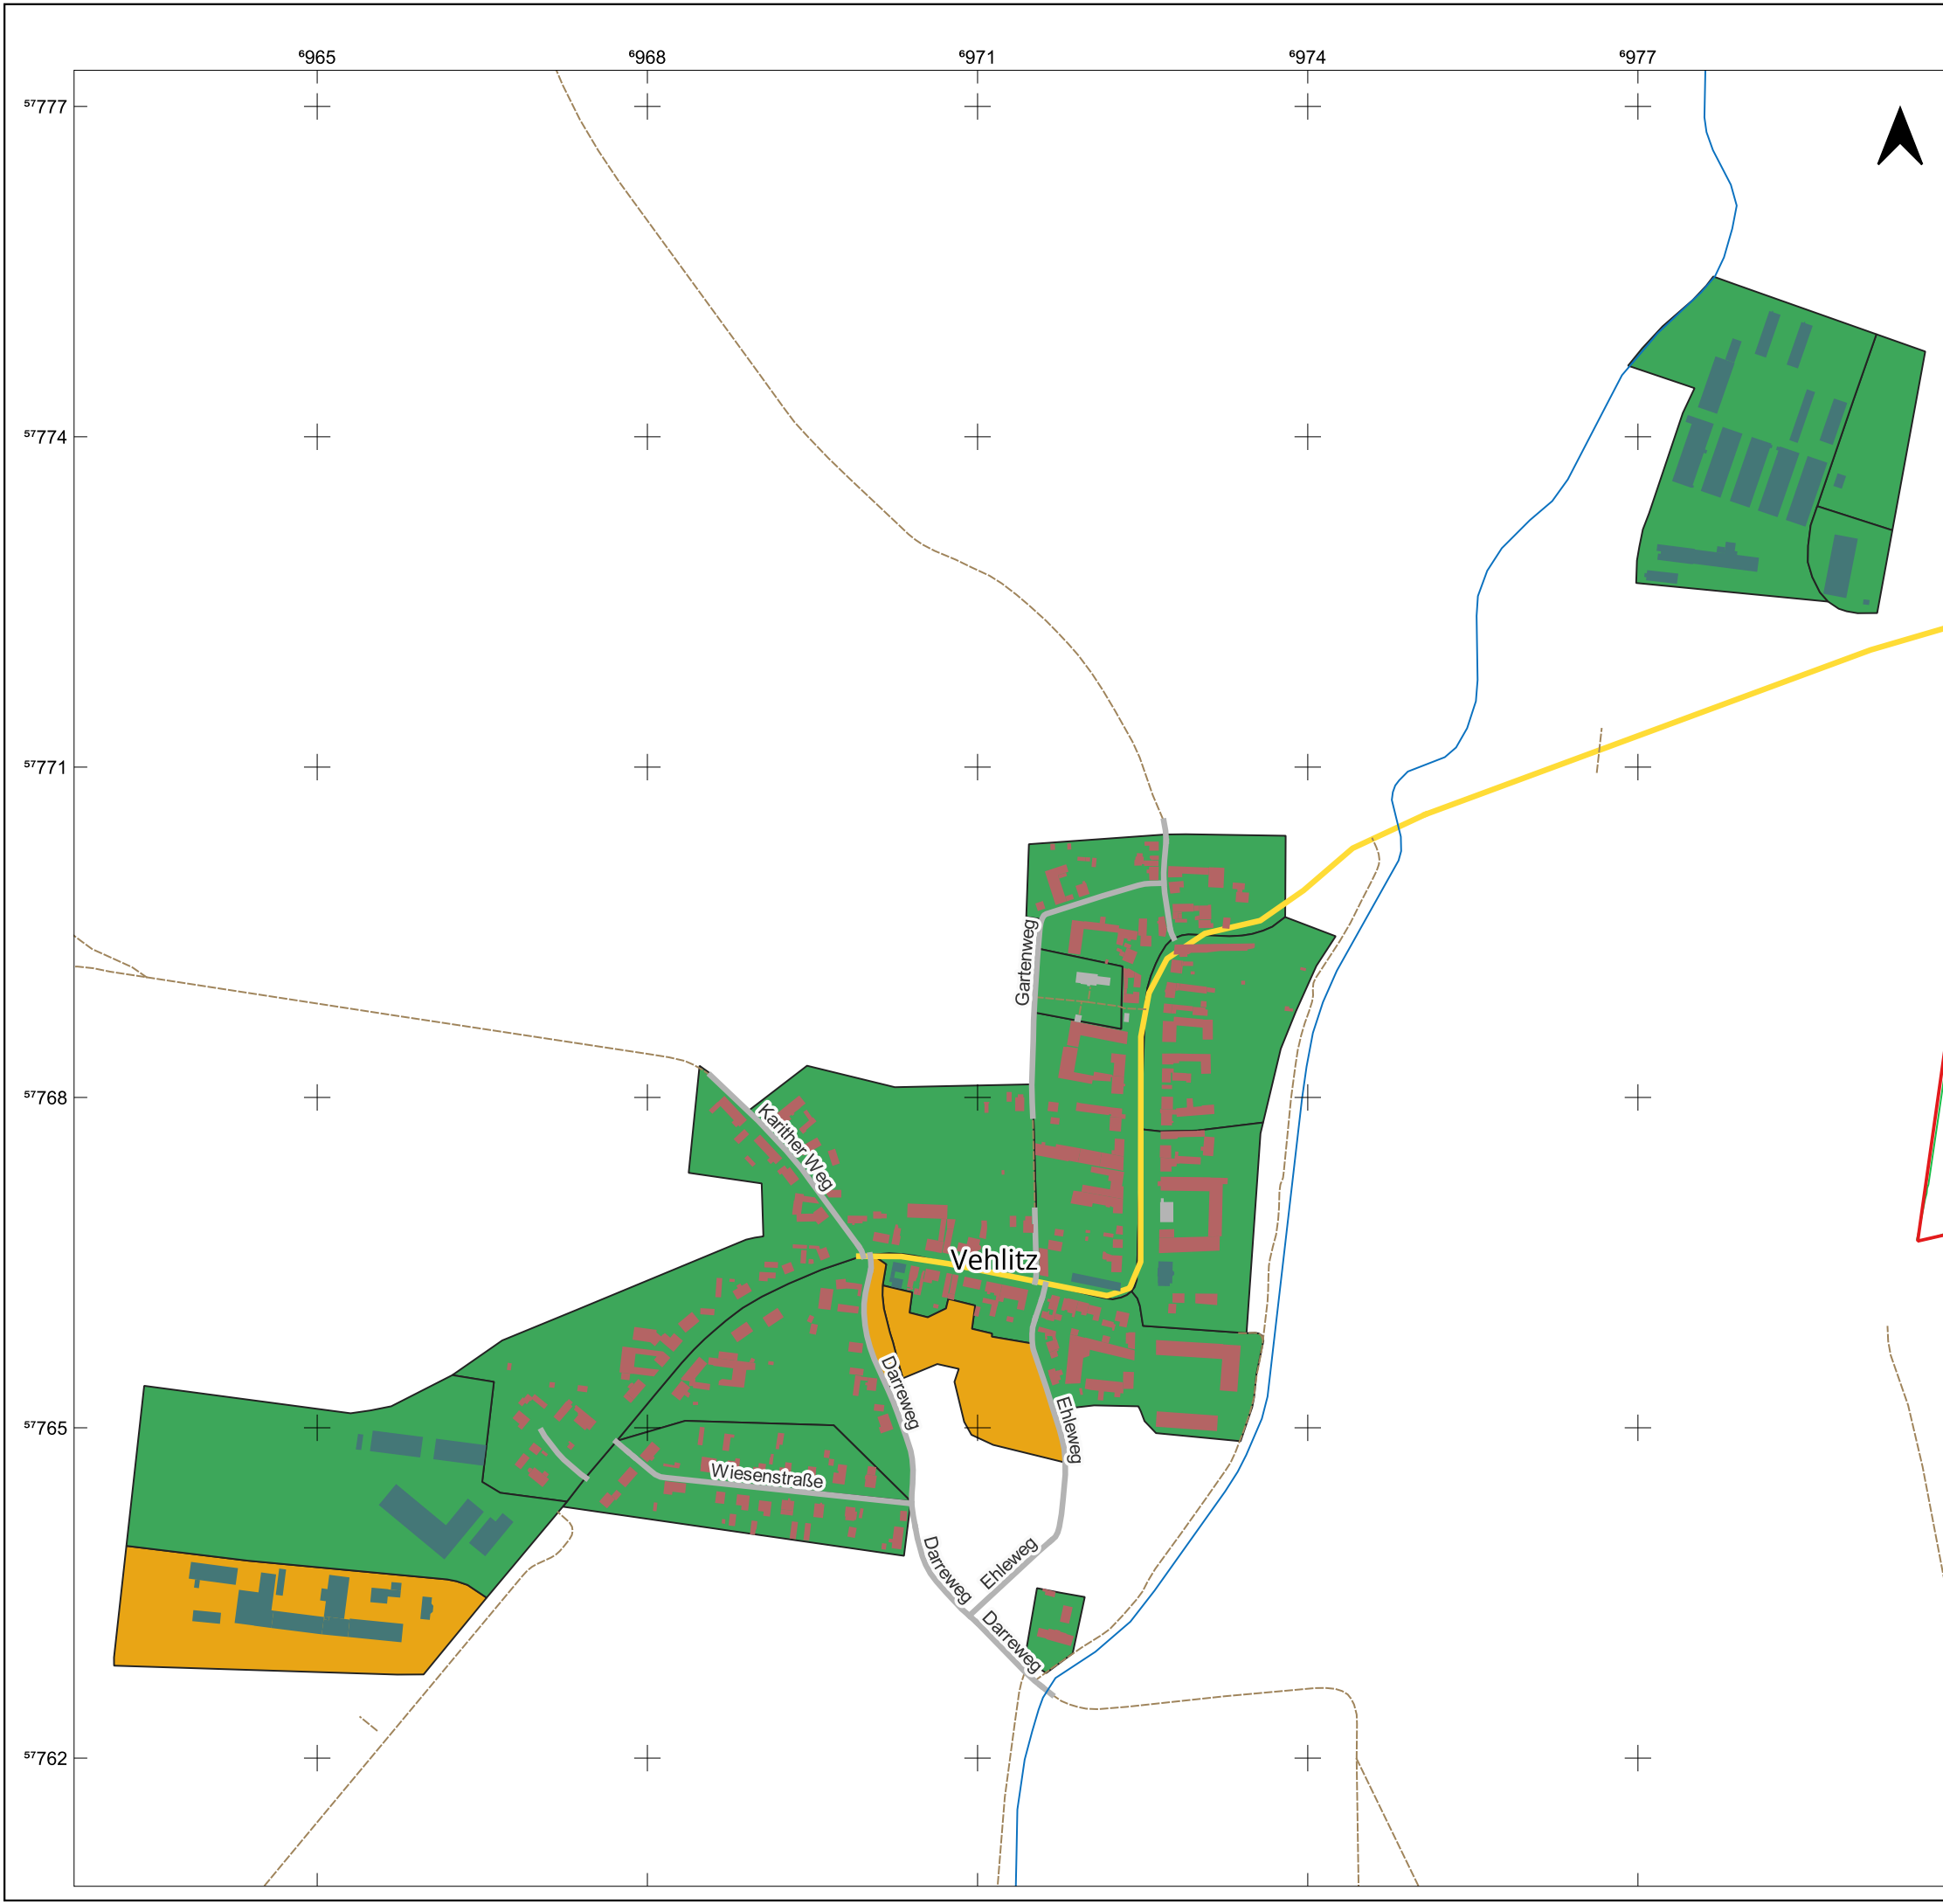 ⁶965 ⁶968 ⁶971 ⁶974 ⁶977
⁵⁷777
⁵⁷774
⁵⁷771
Gartenweg
⁵⁷768
Karither Weg
Vehlitz
Darreweg
Ehleweg
⁵⁷765
Wiesenstraße
Darreweg
Ehleweg
Darreweg
⁵⁷762